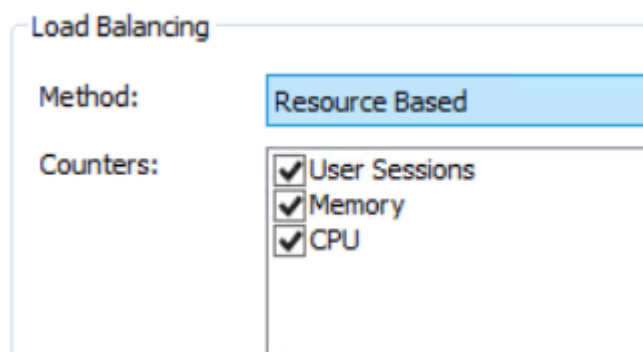 Load Balancing
Method: Resource Based
Counters: User Sessions
Memory
CPU